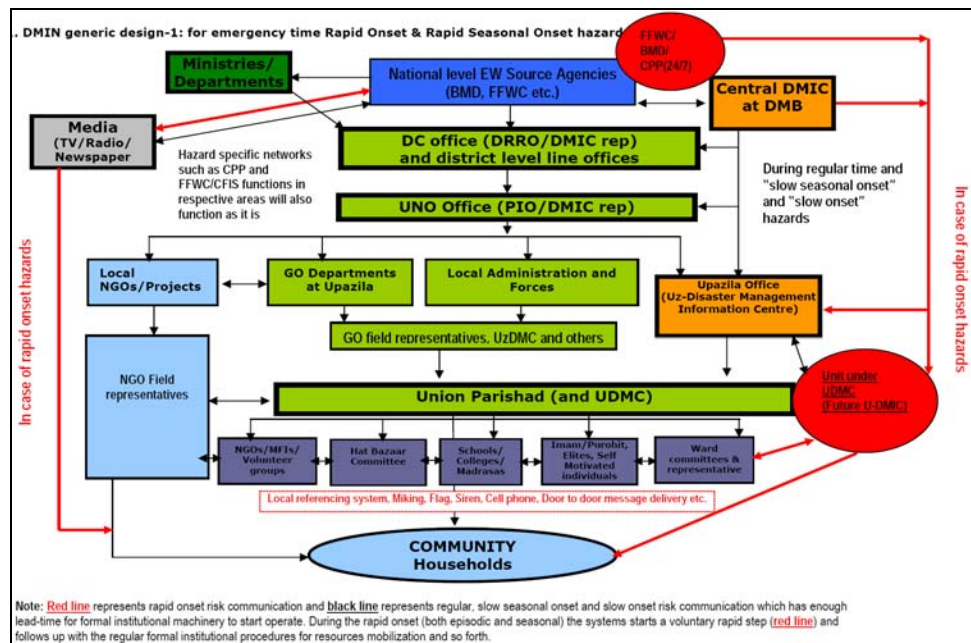 . DMIN generic design-1: for emergency time Rapid Onset & Rapid Seasonal Onset hazard
FFWC/
BMD/
CPP(24/7)
Ministries/
Departments
National level EW Source Agencies
(BMD, FFWC etc.)
Central DMIC
at DMB
Media
(TV/Radio/
Newspaper
DC office (DRRO/DMIC rep)
and district level line offices
Hazard specific networks
such as CPP and
FFWC/CFIS functions in
respective areas will also
function as it is
During regular time and
"slow seasonal onset"
and "slow onset"
hazards
UNO Office (PIO/DMIC rep)
In case of rapid onset hazards
In case of rapid onset hazards
Local
NGOs/Projects
GO Departments
at Upazila
Local Administration and
Forces
Upazila Office
(Uz-Disaster Management
Information Centre)
GO field representatives, UzDMC and others
NGO Field
representatives
Union Parishad (and UDMC)
Unit under
UDMC
(Future U-DMIC)
NGOs/MFIs/
Volunteer
groups
Hat Bazaar
Committee
Schools/
Colleges/
Madrasas
Imam/Purohit,
Elites, Self
Motivated
individuals
Ward
committees &
representative
Local referencing system, Miking, Flag, Siren, Cell phone, Door to door message delivery etc.
COMMUNITY
Households
Note: Red line represents rapid onset risk communication and black line represents regular, slow seasonal onset and slow onset risk communication which has enough
lead-time for formal institutional machinery to start operate. During the rapid onset (both episodic and seasonal) the systems starts a voluntary rapid step (red line) and
follows up with the regular formal institutional procedures for resources mobilization and so forth.